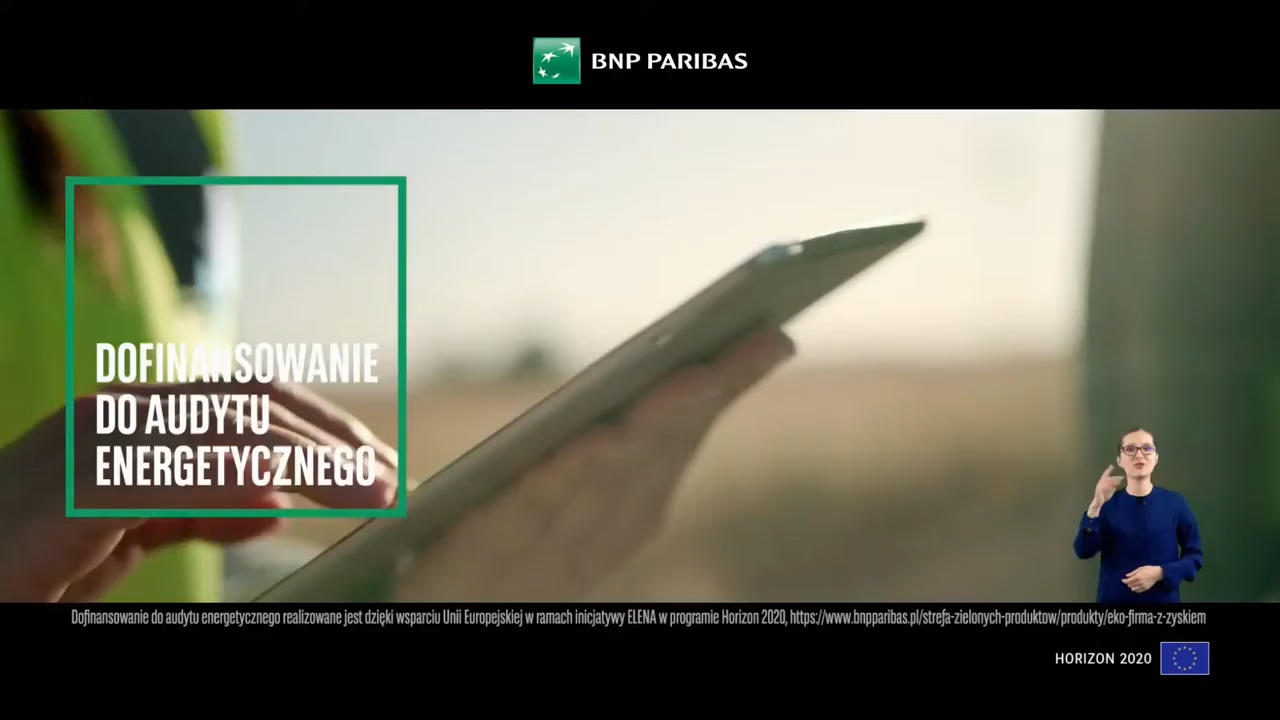 BNP PARIBAS
DOFINANSOWANIE
DO AUDYTU
ENERGETYCZNEGO
Dofinansowanie do audytu energetycznego realizowane jest dzięki wsparciu Unii Europejskiej w ramach inicjatywy ELENA w programie Horizon 2020, https://www.bnpparibas.pl/strefa-zielonych-produktow/produkty/eko-firma-z-zyskiem
HORIZON 2020